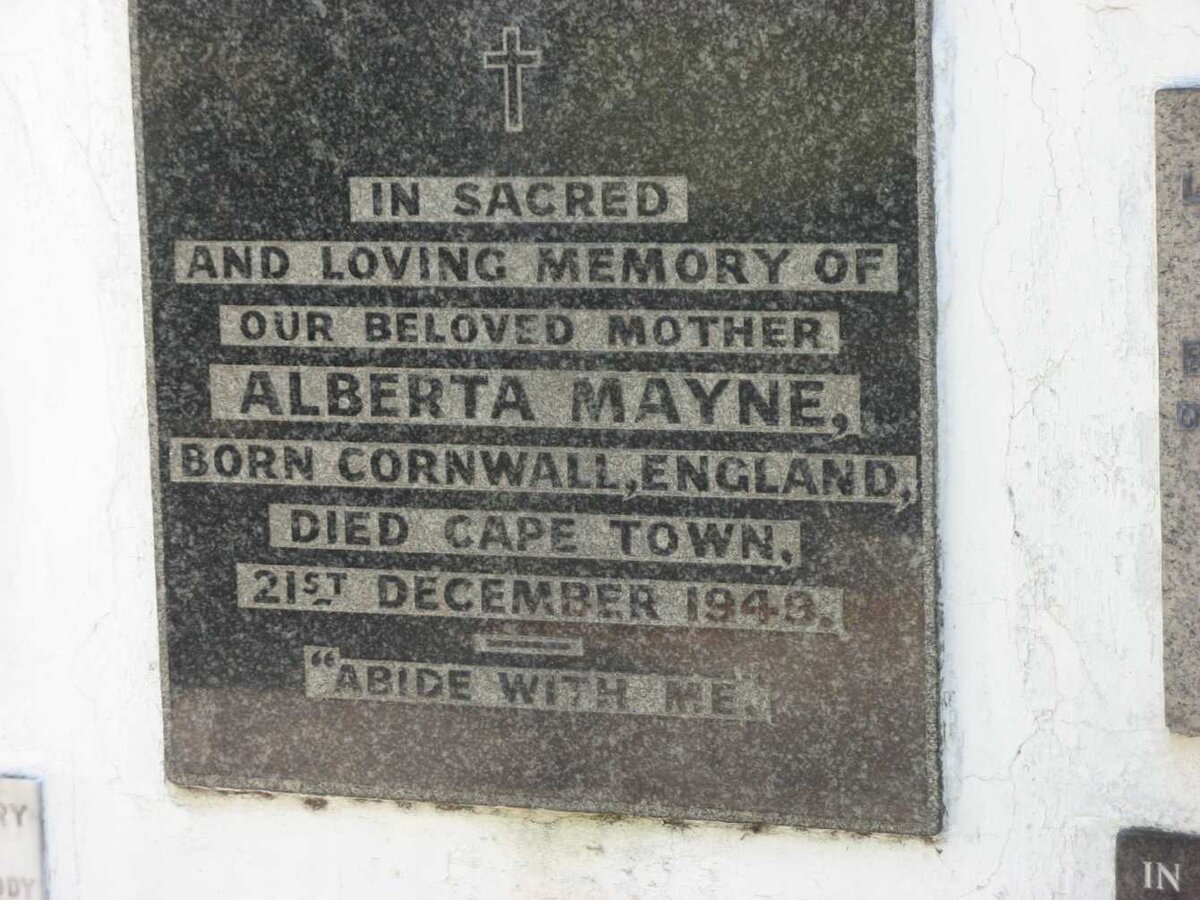 IN SACRED
AND LOVING MEMORY OF
OUR BELOVED MOTHER
ALBERTA MAYNE,
BORN CORNWALL, ENGLAND,
DIED CAPE TOWN,
21ST DECEMBER 1949.
"ABIDE WITH ME.
IN